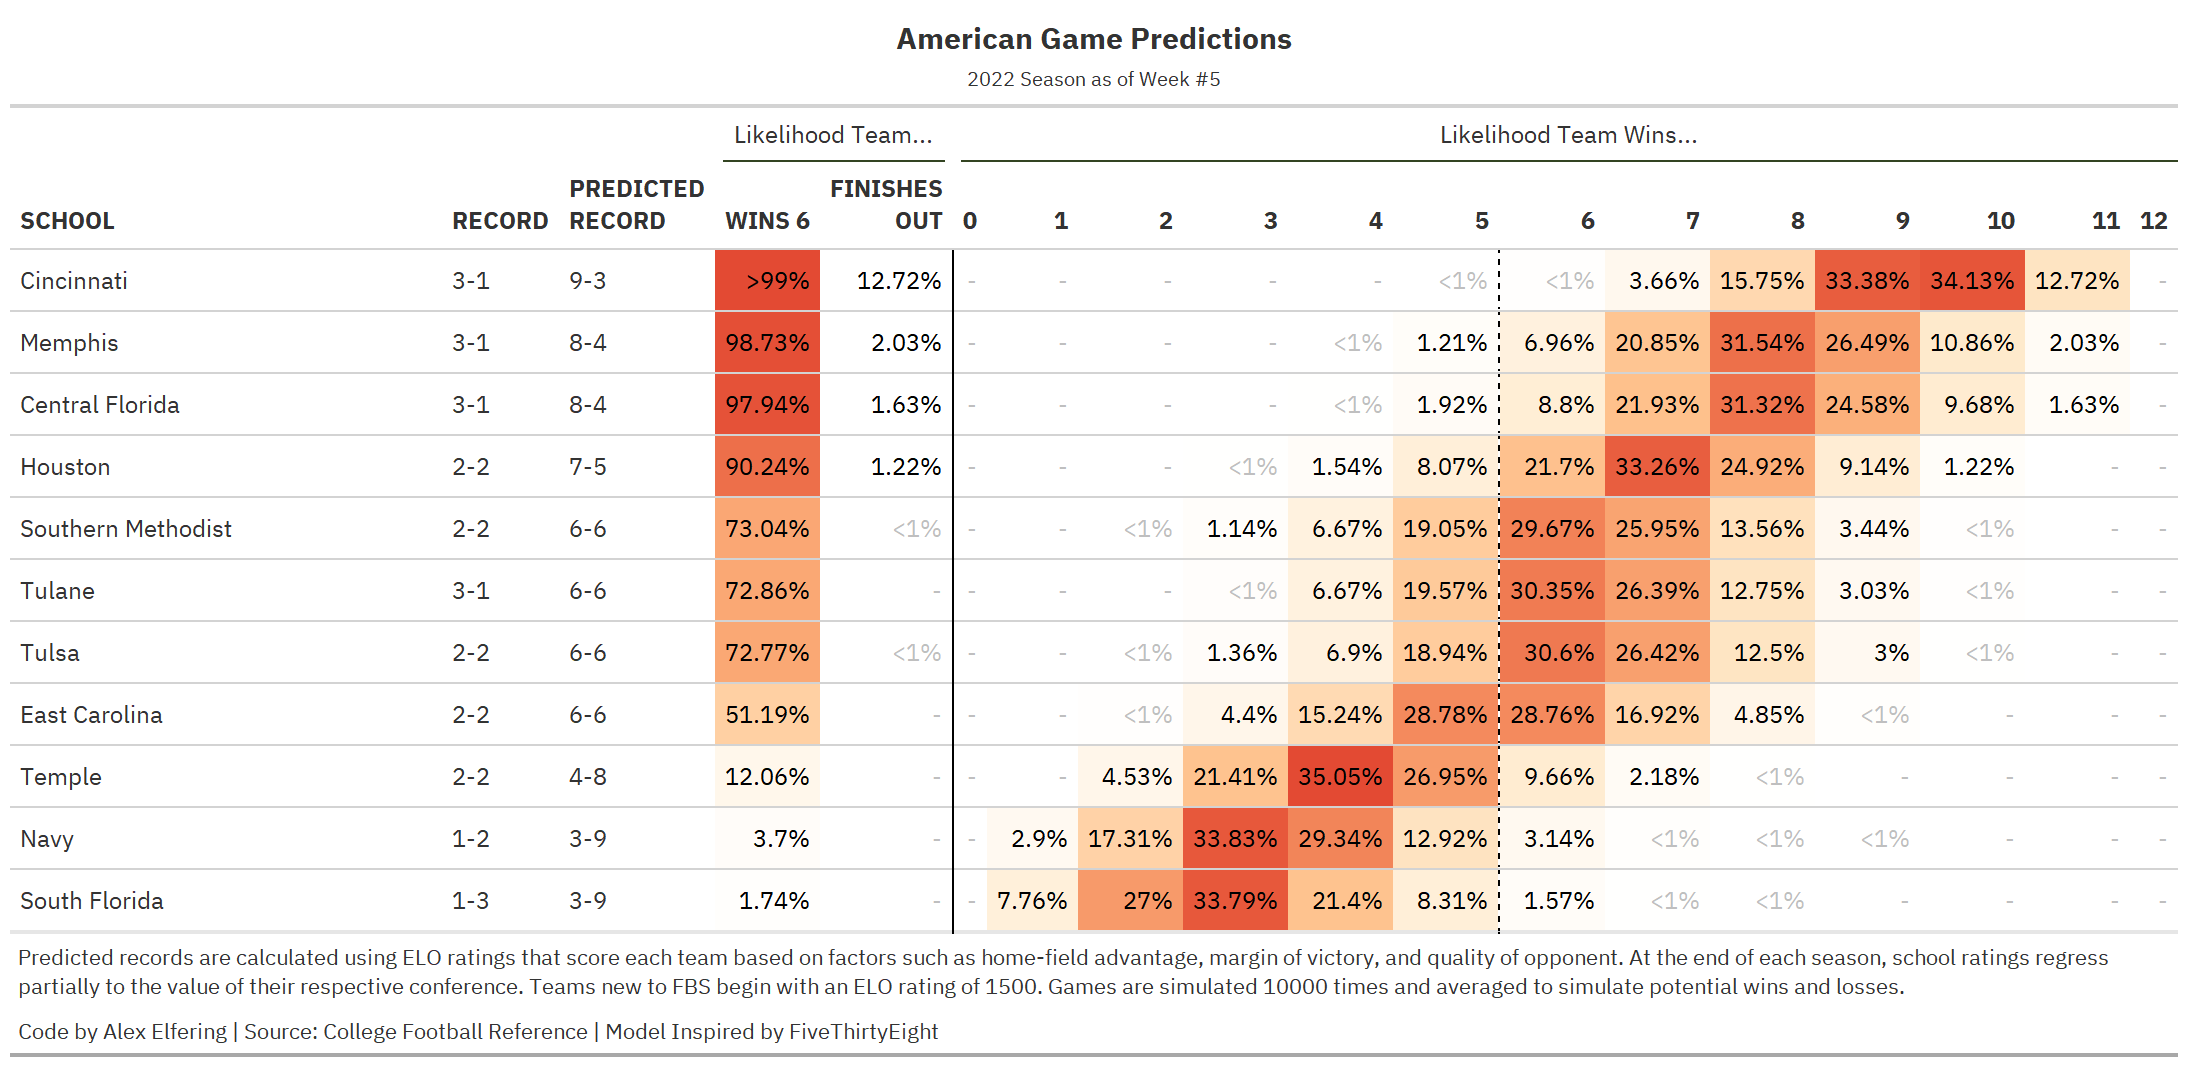 American Game Predictions
2022 Season as of Week #5
Likelihood Team... Likelihood Team Wins...
SCHOOL RECORD PREDICTED RECORD WINS 6 FINISHES OUT 0 1 2 3 4 5 6 7 8 9 10 11 12
Cincinnati 3-1 9-3 >99% 12.72% - - - - - <1% <1% 3.66% 15.75% 33.38% 34.13% 12.72% -
Memphis 3-1 8-4 98.73% 2.03% - - - - <1% 1.21% 6.96% 20.85% 31.54% 26.49% 10.86% 2.03% -
Central Florida 3-1 8-4 97.94% 1.63% - - - - <1% 1.92% 8.8% 21.93% 31.32% 24.58% 9.68% 1.63% -
Houston 2-2 7-5 90.24% 1.22% - - - <1% 1.54% 8.07% 21.7% 33.26% 24.92% 9.14% 1.22% - -
Southern Methodist 2-2 6-6 73.04% <1% - - <1% 1.14% 6.67% 19.05% 29.67% 25.95% 13.56% 3.44% <1% - -
Tulane 3-1 6-6 72.86% - - - - <1% 6.67% 19.57% 30.35% 26.39% 12.75% 3.03% <1% - -
Tulsa 2-2 6-6 72.77% <1% - - <1% 1.36% 6.9% 18.94% 30.6% 26.42% 12.5% 3% <1% - -
East Carolina 2-2 6-6 51.19% - - - <1% 4.4% 15.24% 28.78% 28.76% 16.92% 4.85% <1% - - -
Temple 2-2 4-8 12.06% - - - 4.53% 21.41% 35.05% 26.95% 9.66% 2.18% <1% - - - -
Navy 1-2 3-9 3.7% - - 2.9% 17.31% 33.83% 29.34% 12.92% 3.14% <1% <1% <1% - - -
South Florida 1-3 3-9 1.74% - - 7.76% 27% 33.79% 21.4% 8.31% 1.57% <1% <1% - - - -
Predicted records are calculated using ELO ratings that score each team based on factors such as home-field advantage, margin of victory, and quality of opponent. At the end of each season, school ratings regress
partially to the value of their respective conference. Teams new to FBS begin with an ELO rating of 1500. Games are simulated 10000 times and averaged to simulate potential wins and losses.
Code by Alex Elfering | Source: College Football Reference | Model Inspired by FiveThirtyEight